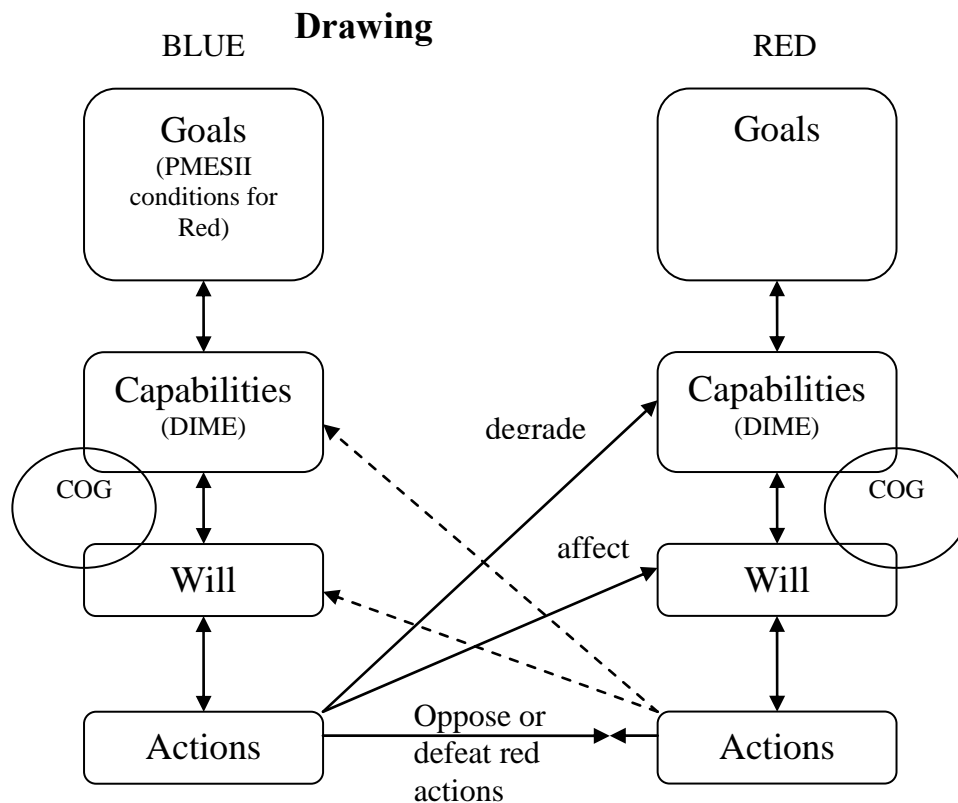 Drawing
BLUE
RED
Goals
(PMESII
conditions for
Red)
Goals
Capabilities
(DIME)
Capabilities
(DIME)
degrade
COG
COG
affect
Will
Will
Oppose or
defeat red
actions
Actions
Actions